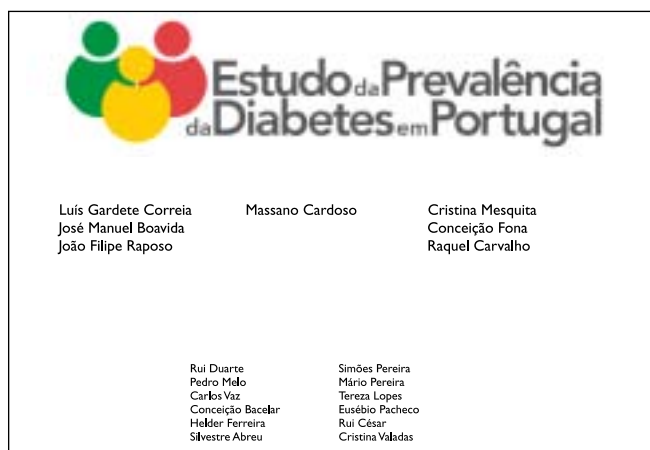 Estudo da Prevalência
da Diabetes em Portugal
Luís Gardete Correia
José Manuel Boavida
João Filipe Raposo
Massano Cardoso
Cristina Mesquita
Conceição Fona
Raquel Carvalho
Rui Duarte
Pedro Melo
Carlos Vaz
Conceição Bacelar
Helder Ferreira
Silvestre Abreu
Simões Pereira
Mário Pereira
Tereza Lopes
Eusébio Pacheco
Rui César
Cristina Valadas